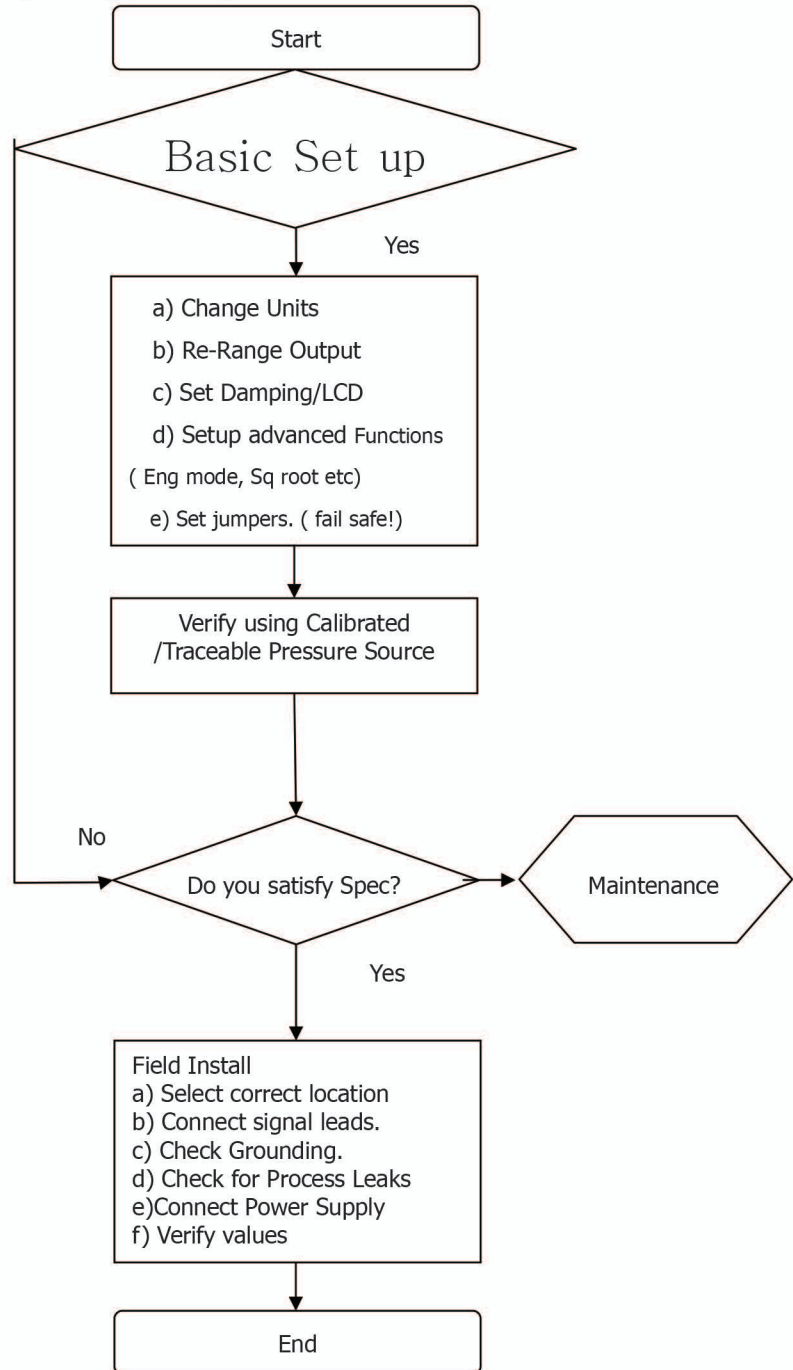 Start
Basic Set up
Yes
a) Change Units
b) Re-Range Output
c) Set Damping/LCD
d) Setup advanced Functions
( Eng mode, Sq root etc)
e) Set jumpers. ( fail safe!)
Verify using Calibrated
/Traceable Pressure Source
No
Do you satisfy Spec?
Maintenance
Yes
Field Install
a) Select correct location
b) Connect signal leads.
c) Check Grounding.
d) Check for Process Leaks
e)Connect Power Supply
f) Verify values
End